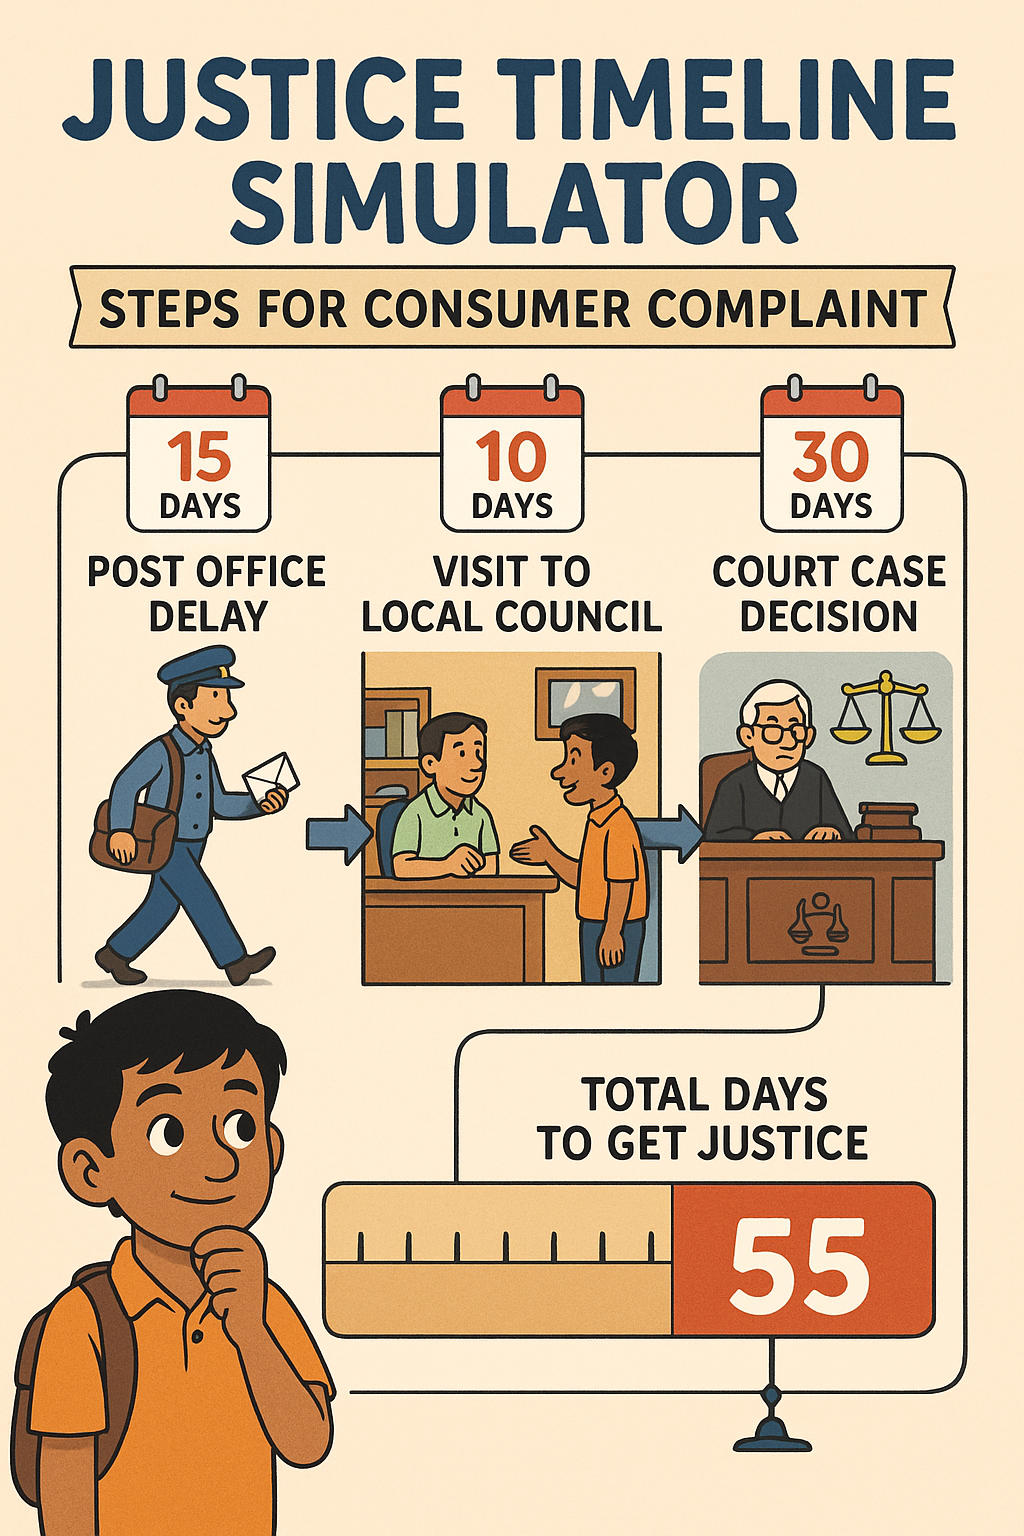 JUSTICE TIMELINE
SIMULATOR
STEPS FOR CONSUMER COMPLAINT
15
DAYS
POST OFFICE
DELAY
10
DAYS
VISIT TO
LOCAL COUNCIL
30
DAYS
COURT CASE
DECISION
TOTAL DAYS
TO GET JUSTICE
55